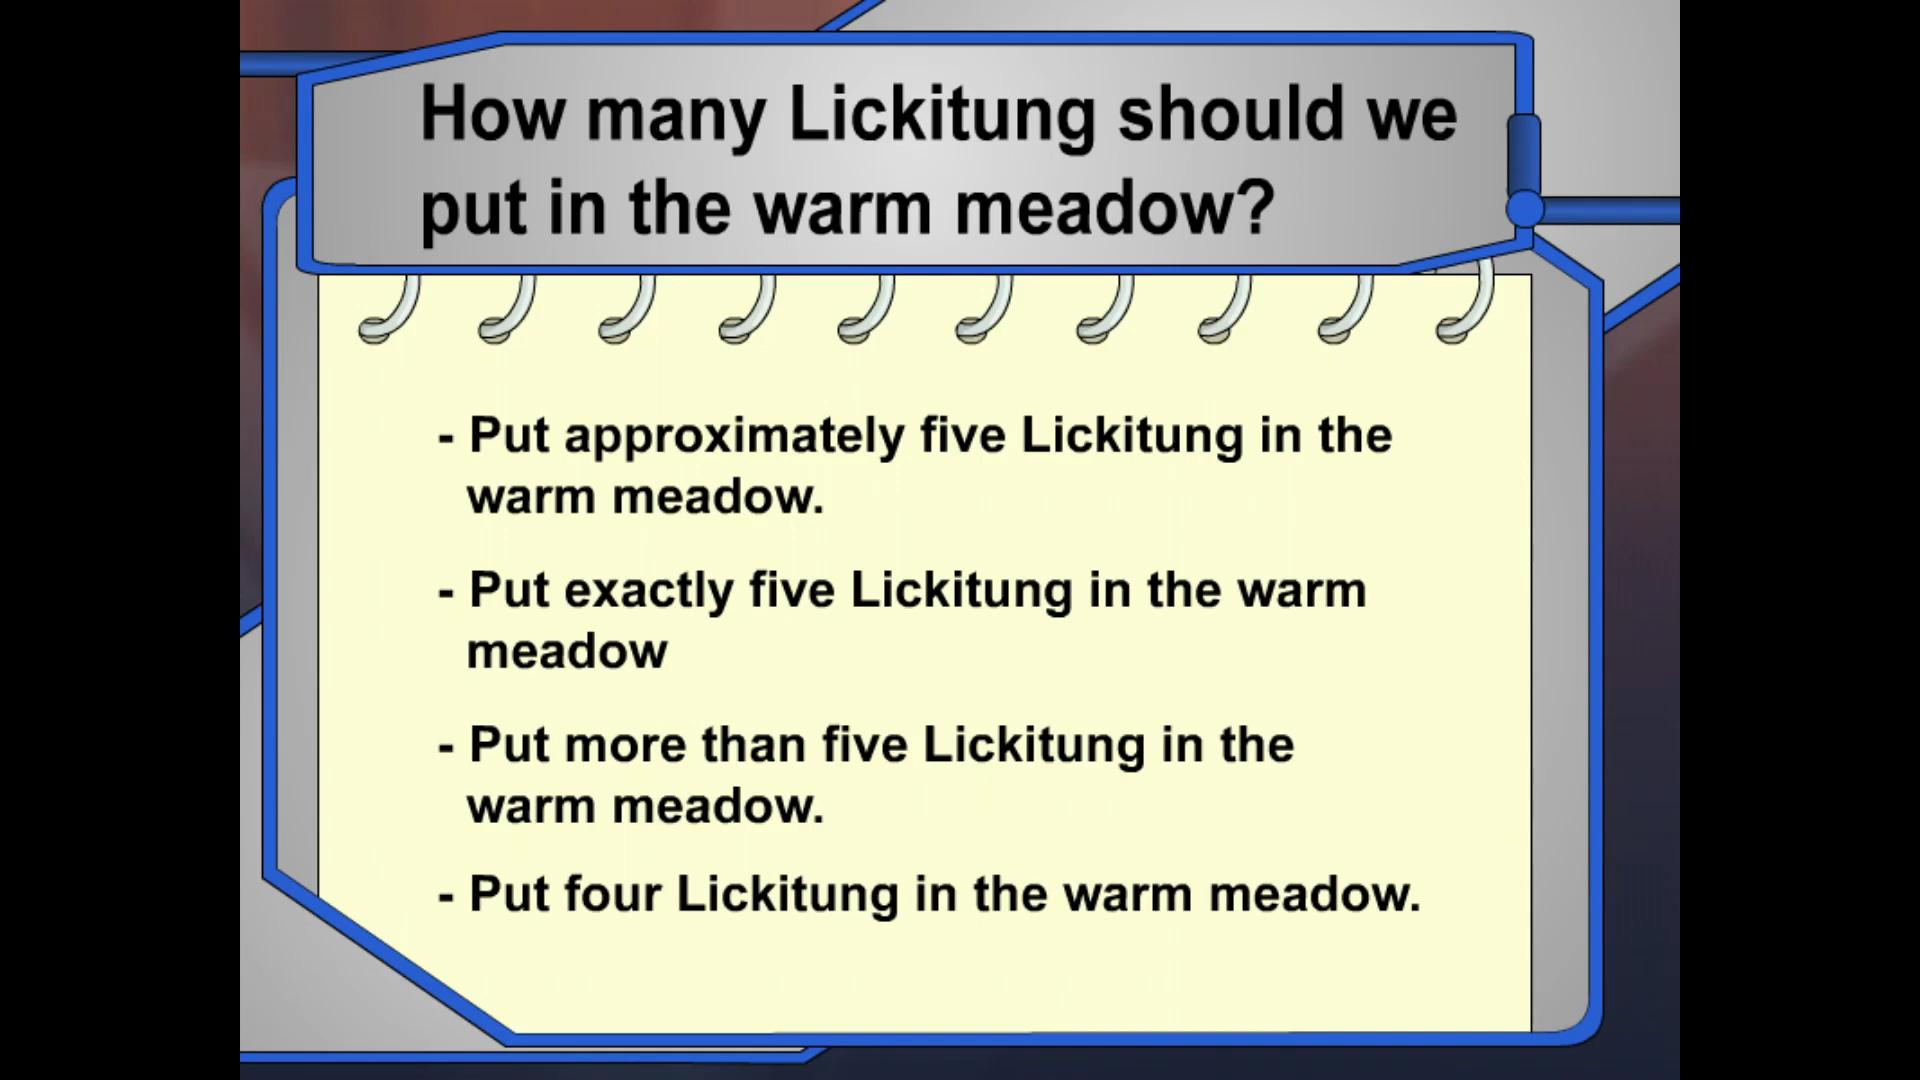 How many Lickitung should we
put in the warm meadow?
- Put approximately five Lickitung in the
warm meadow.
- Put exactly five Lickitung in the warm
meadow
- Put more than five Lickitung in the
warm meadow.
- Put four Lickitung in the warm meadow.